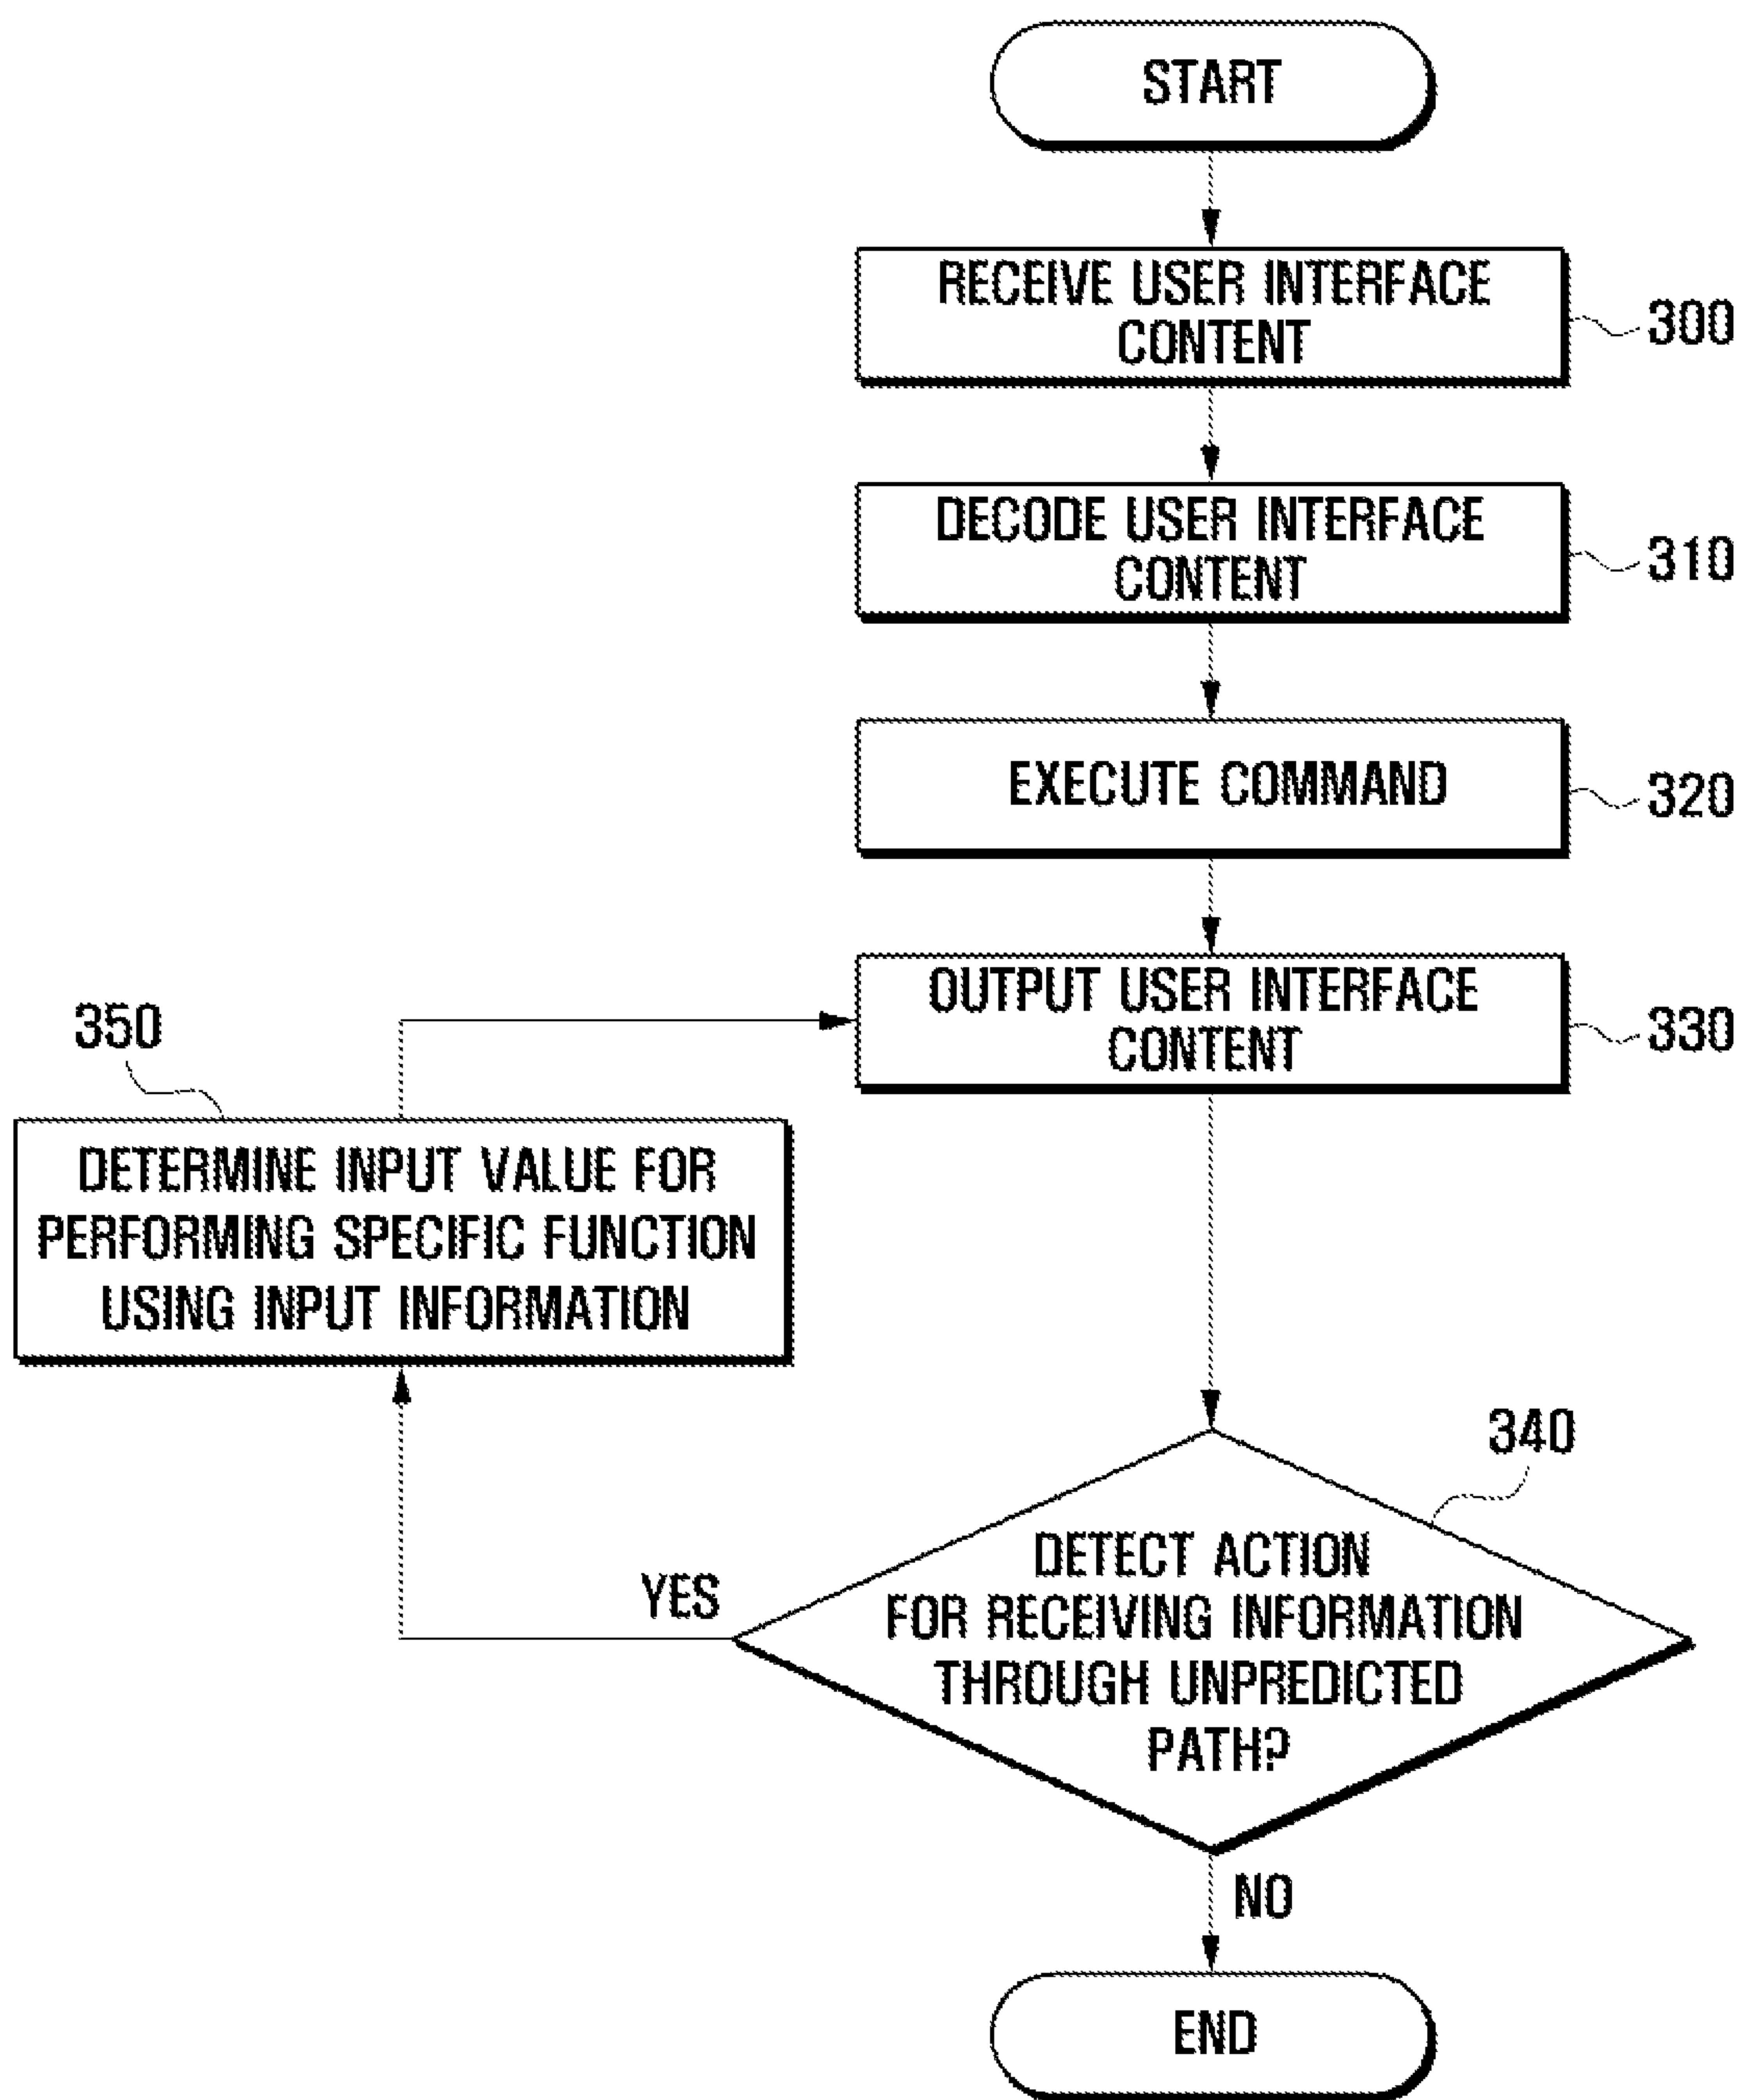 START
RECEIVE USER INTERFACE
CONTENT
300
DECODE USER INTERFACE
CONTENT
310
EXECUTE COMMAND
320
OUTPUT USER INTERFACE
CONTENT
330
350
DETERMINE INPUT VALUE FOR
PERFORMING SPECIFIC FUNCTION
USING INPUT INFORMATION
340
DETECT ACTION
FOR RECEIVING INFORMATION
THROUGH UNPREDICTED
PATH?
YES
NO
END